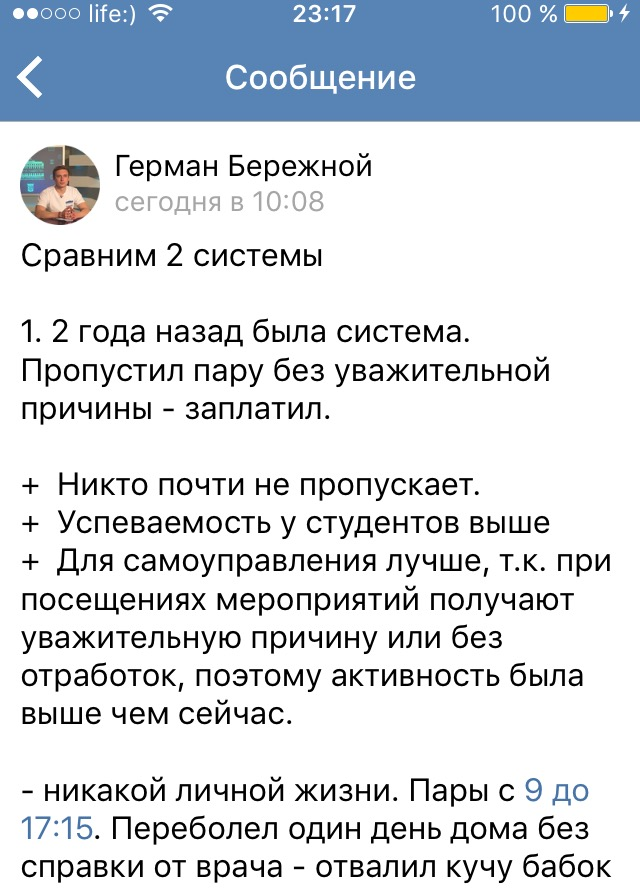 life:) 23:17 100 %
Сообщение
Герман Бережной
сегодня в 10:08
Сравним 2 системы
1. 2 года назад была система.
Пропустил пару без уважительной
причины - заплатил.
+ Никто почти не пропускает.
+ Успеваемость у студентов выше
+ Для самоуправления лучше, т.к. при
посещениях мероприятий получают
уважительную причину или без
отработок, поэтому активность была
выше чем сейчас.
- никакой личной жизни. Пары с 9 до
17:15. Переболел один день дома без
справки от врача - отвалил кучу бабок